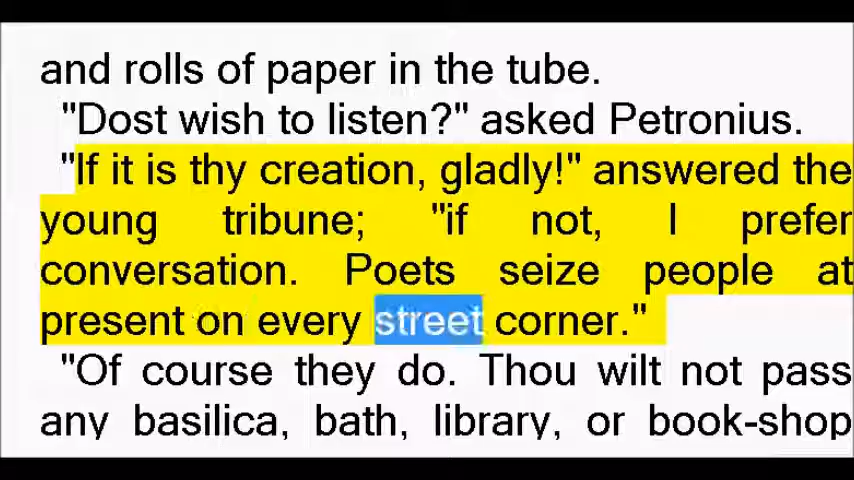 and rolls of paper in the tube.
"Dost wish to listen?" asked Petronius.
"If it is thy creation, gladly!" answered the
young tribune; "if not, I prefer
conversation. Poets seize people at
present on every street corner."
"Of course they do. Thou wilt not pass
any basilica, bath, library, or book-shop